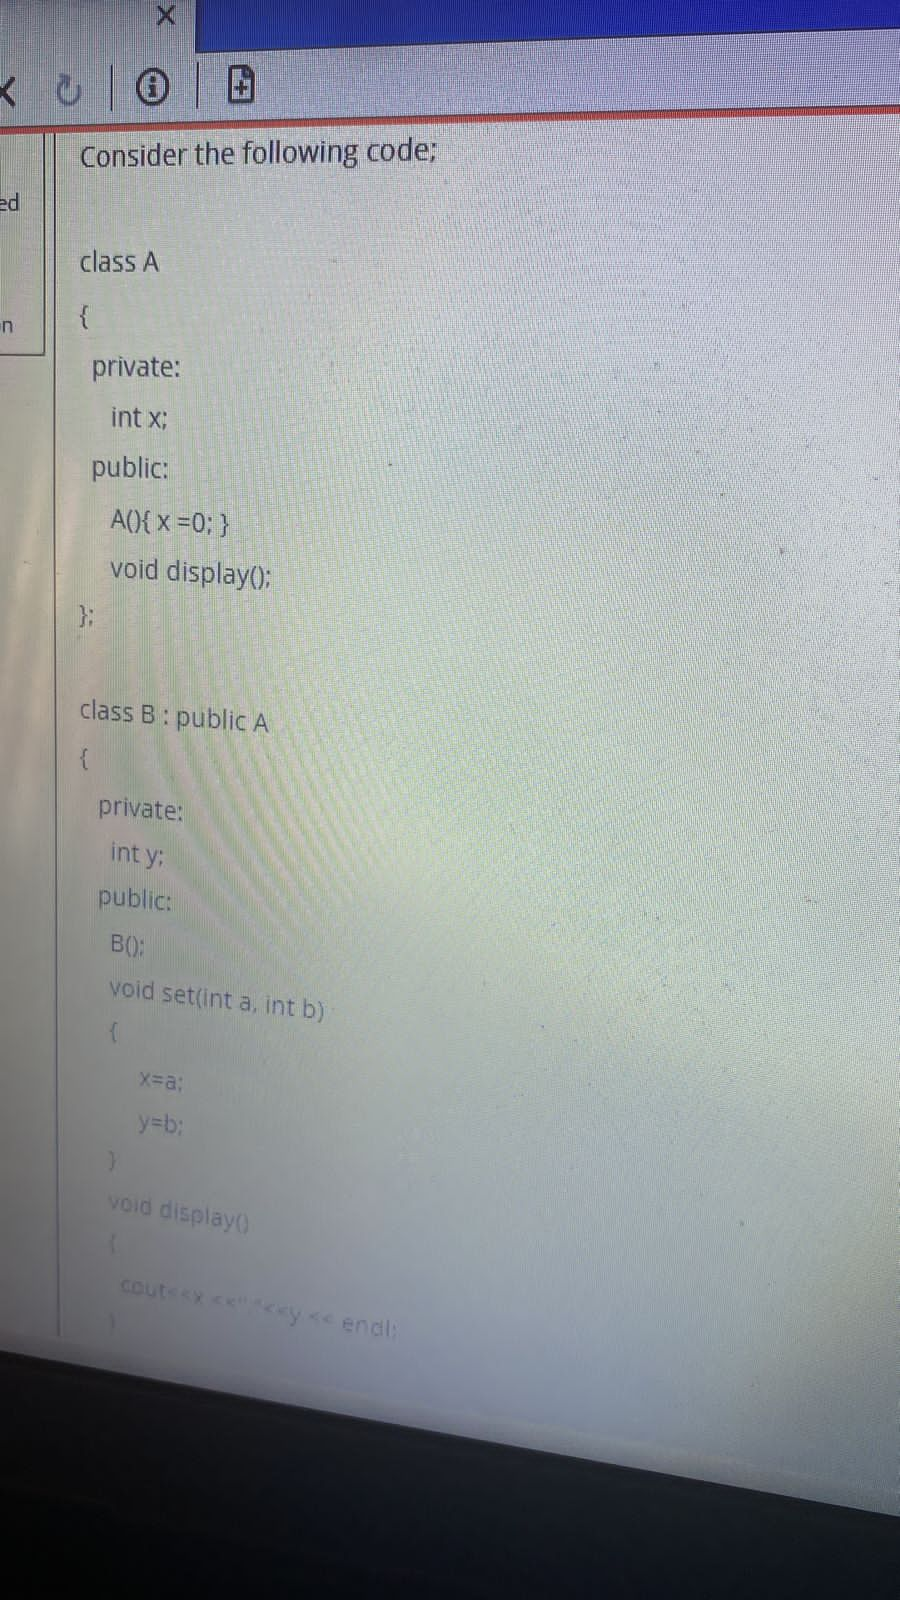 ed
n
Consider the following code;
class A
{
private:
int x;
public:
A(){ x =0; }
void display();
};
class B : public A
{
private:
int y;
public:
B();
void set(int a, int b)
{
x=a;
y=b;
}
void display()
{
cout<<x <<" "<<y << endl;
}